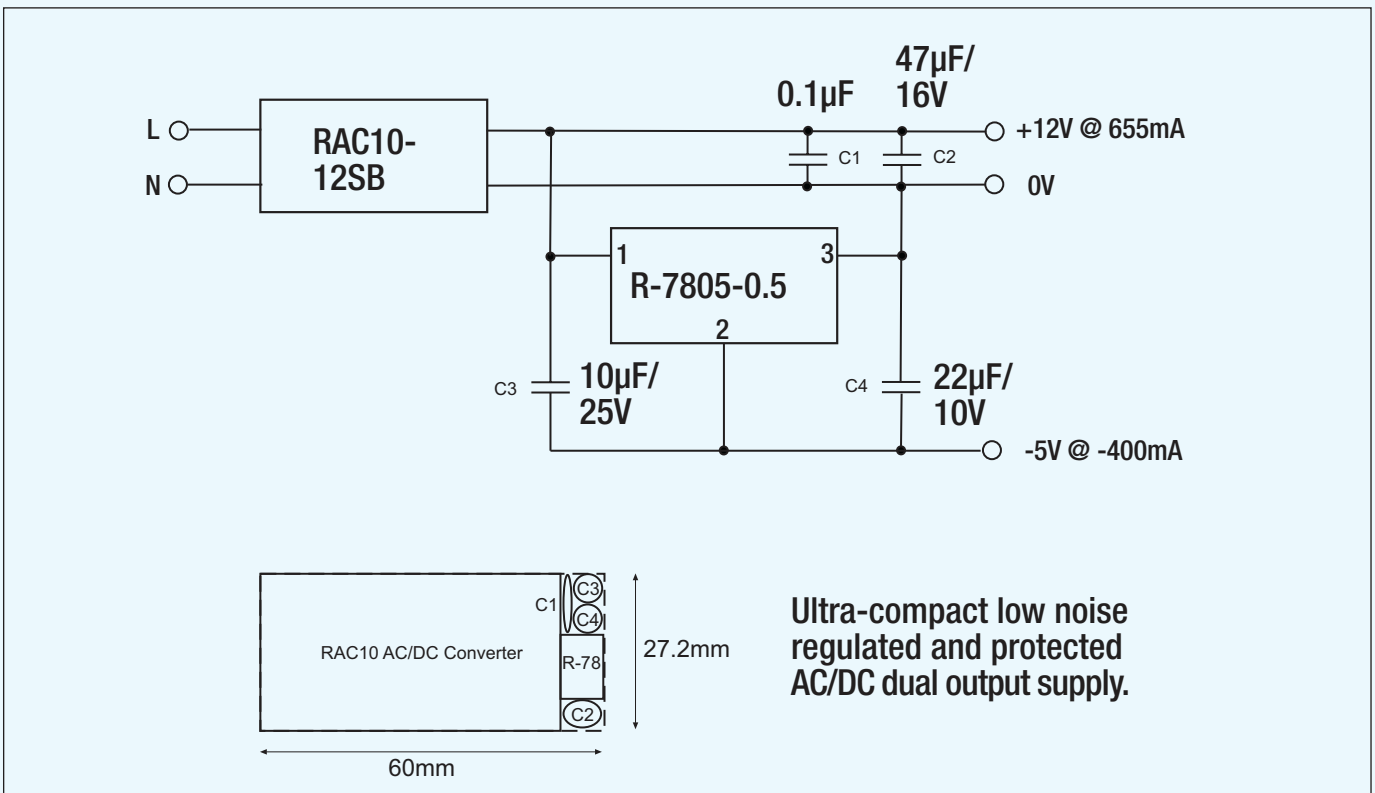 47µF/
16V
0.1µF
L
N
RAC10-
12SB
C1
C2
+12V @ 655mA
0V
1
3
R-7805-0.5
2
C3
10µF/
25V
C4
22µF/
10V
-5V @ -400mA
RAC10 AC/DC Converter
C1
C3
C4
R-78
C2
27.2mm
60mm
Ultra-compact low noise
regulated and protected
AC/DC dual output supply.